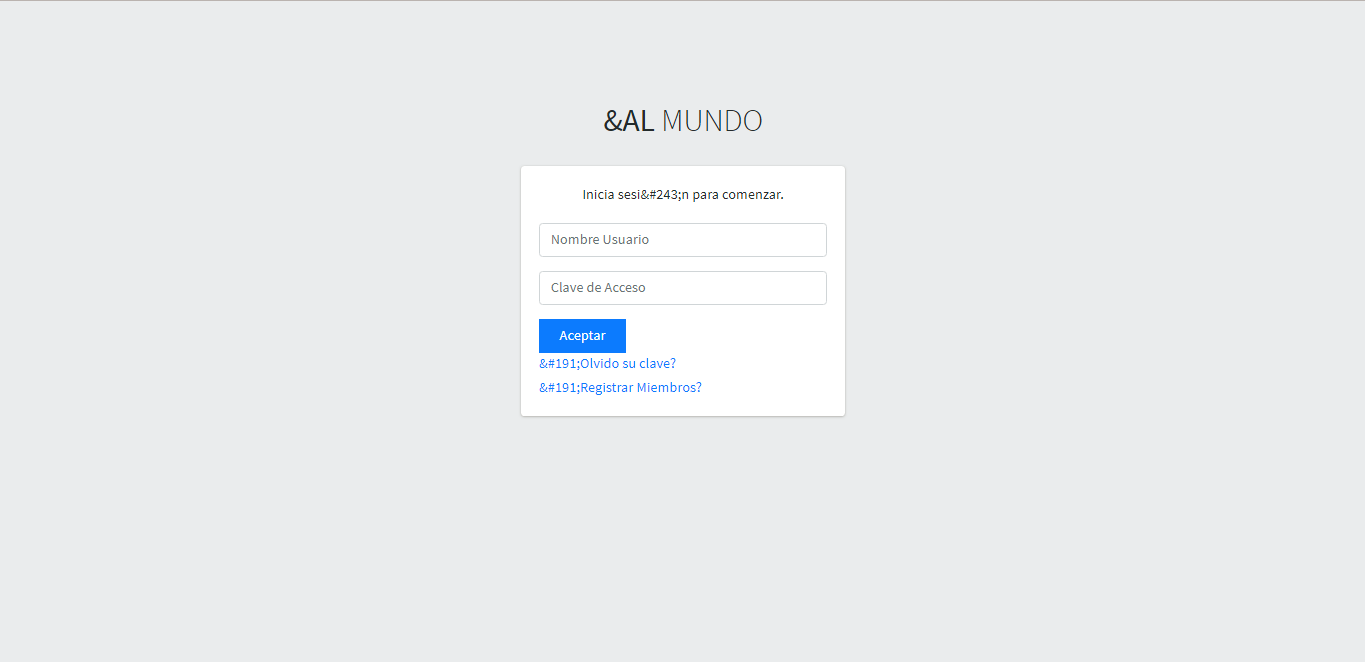 &AL MUNDO
Inicia sesi&#243;n para comenzar.
Nombre Usuario
Clave de Acceso
Aceptar
&#191;Olvido su clave?
&#191;Registrar Miembros?